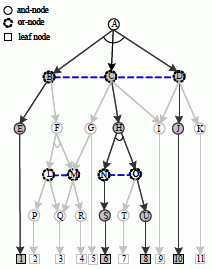 and-node
or-node
leaf node
A
B C D
E F G H I J K
L M N O
P Q R S T U
1 2 3 4 5 6 7 8 9 10 11